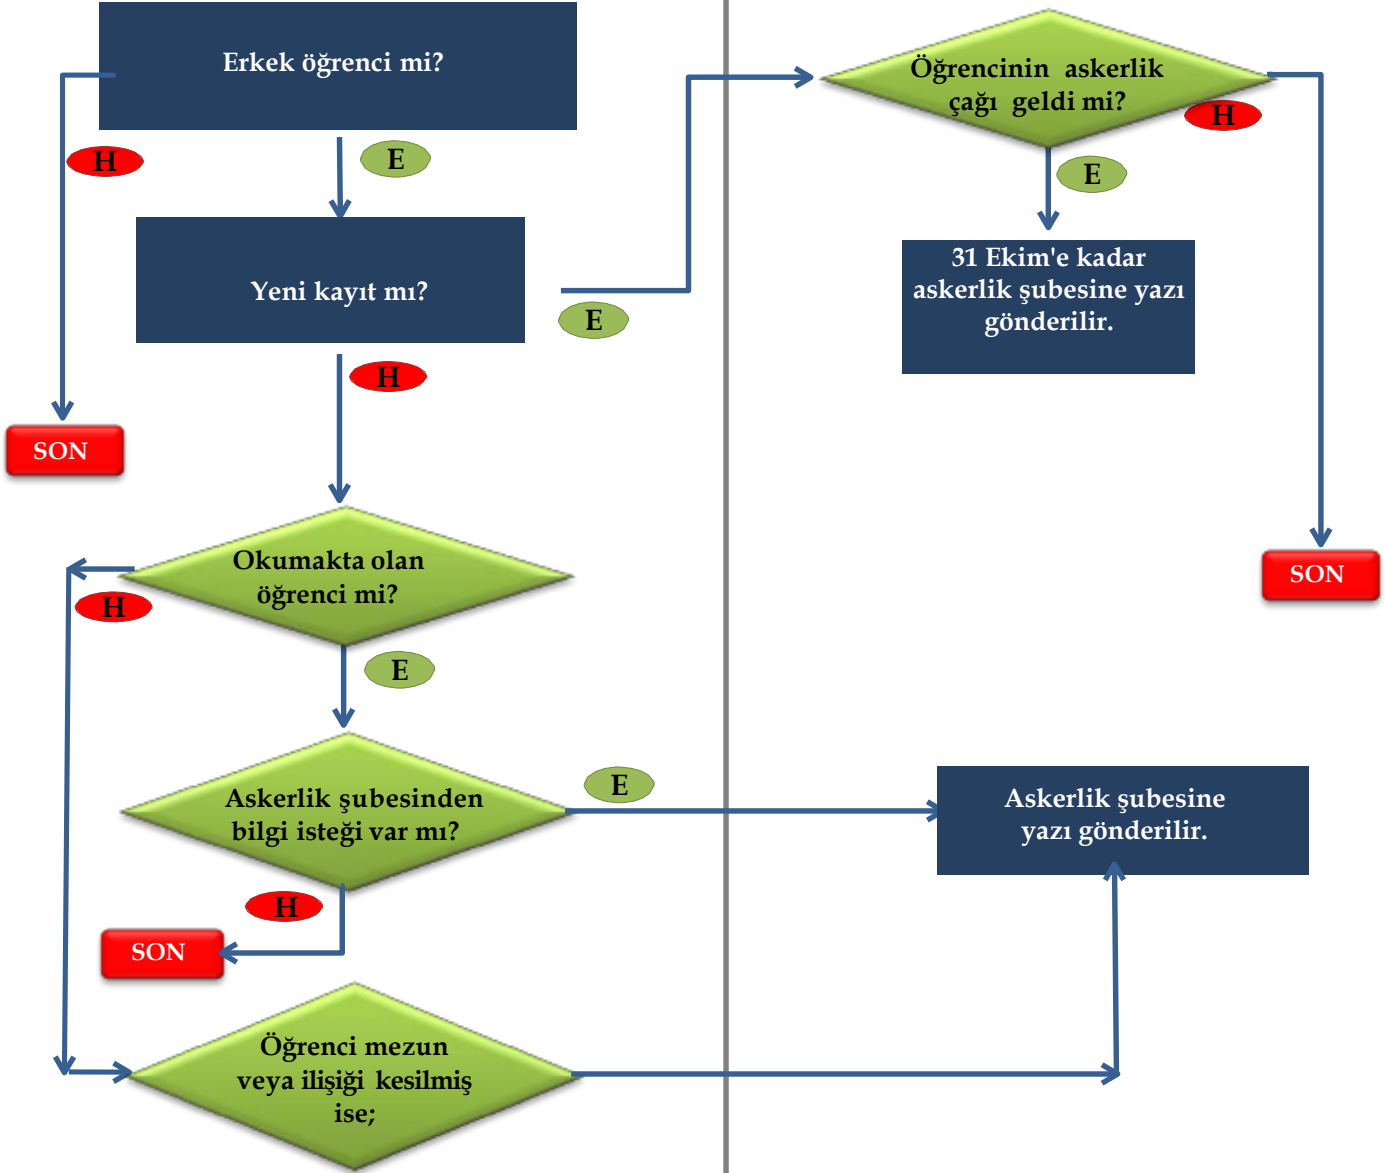 Erkek öğrenci mi?
H
E
Yeni kayıt mı?
E
H
SON
Okumakta olan
öğrenci mi?
H
E
Askerlik şubesinden
bilgi isteği var mı?
E
H
SON
Öğrenci mezun
veya ilişiği kesilmiş
ise;
Öğrencinin askerlik
çağı geldi mi?
H
E
31 Ekim'e kadar
askerlik şubesine yazı
gönderilir.
SON
Askerlik şubesine
yazı gönderilir.